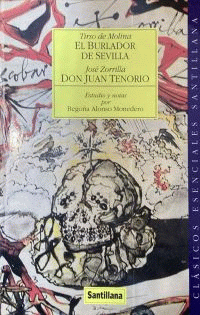 Tirso de Molina
EL BURLADOR
DE SEVILLA
José Zorrilla
DON JUAN TENORIO
Estudio y notas
por
Begoña Alonso Monedero
CLÁSICOS ESENCIALES SANTILLANA
Santillana